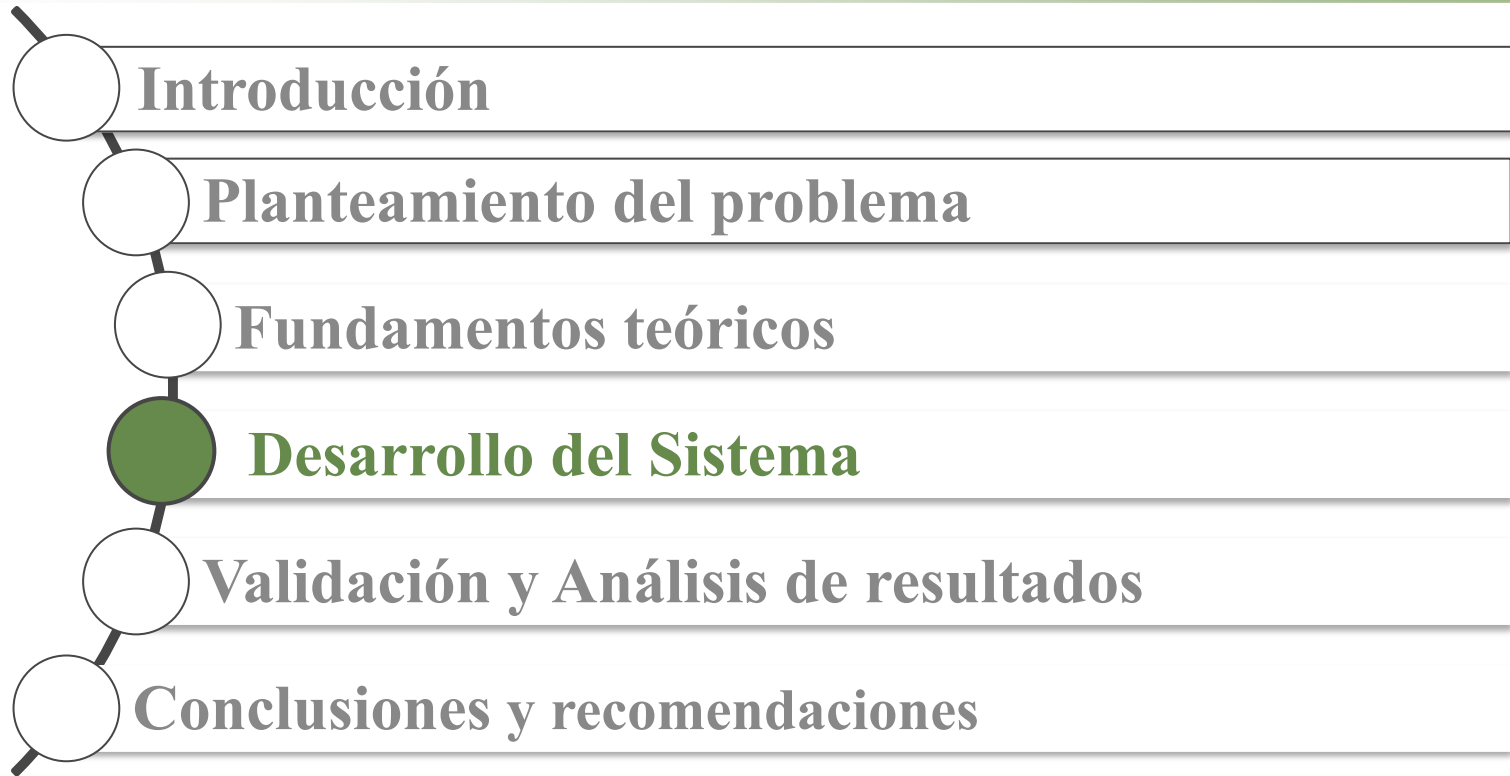 Introducción
Planteamiento del problema
Fundamentos teóricos
Desarrollo del Sistema
Validación y Análisis de resultados
Conclusiones y recomendaciones